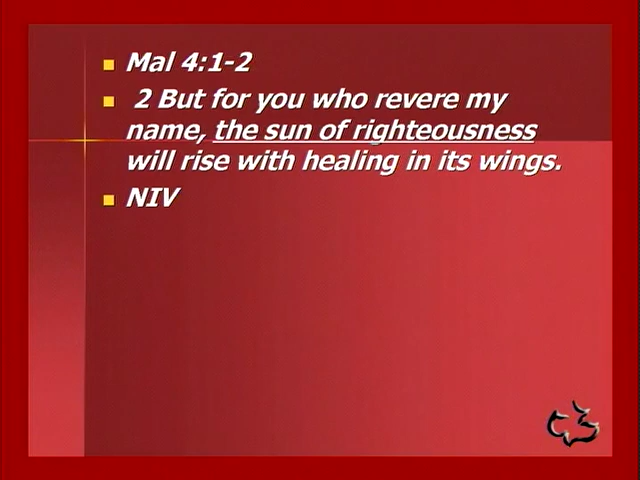 Mal 4:1-2
2 But for you who revere my
name, the sun of righteousness
will rise with healing in its wings.
NIV